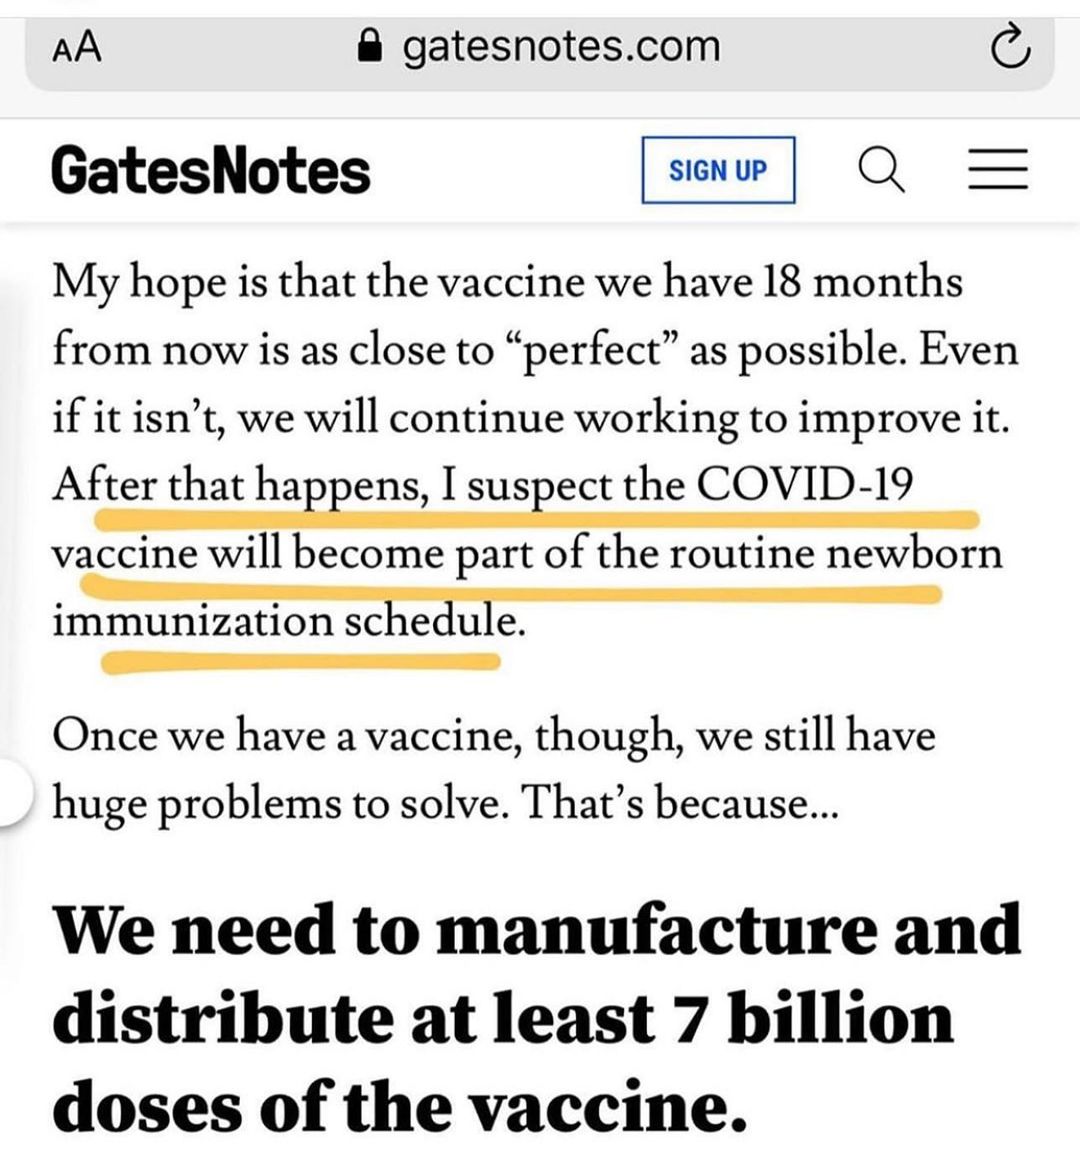 AA
gatesnotes.com
GatesNotes
SIGN UP
My hope is that the vaccine we have 18 months
from now is as close to “perfect” as possible. Even
if it isn’t, we will continue working to improve it.
After that happens, I suspect the COVID-19
vaccine will become part of the routine newborn
immunization schedule.
Once we have a vaccine, though, we still have
huge problems to solve. That’s because...
We need to manufacture and
distribute at least 7 billion
doses of the vaccine.